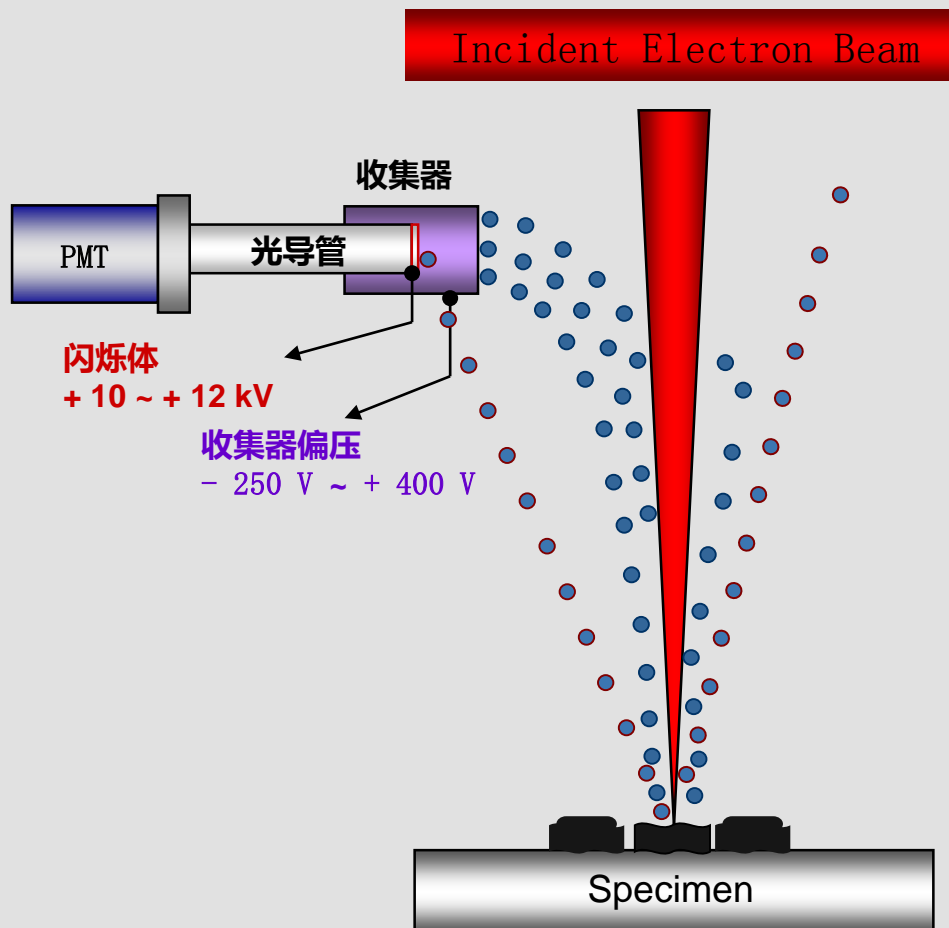 Incident Electron Beam
收集器
PMT
光导管
闪烁体
+ 10 ~ + 12 kV
收集器偏压
- 250 V ~ + 400 V
Specimen